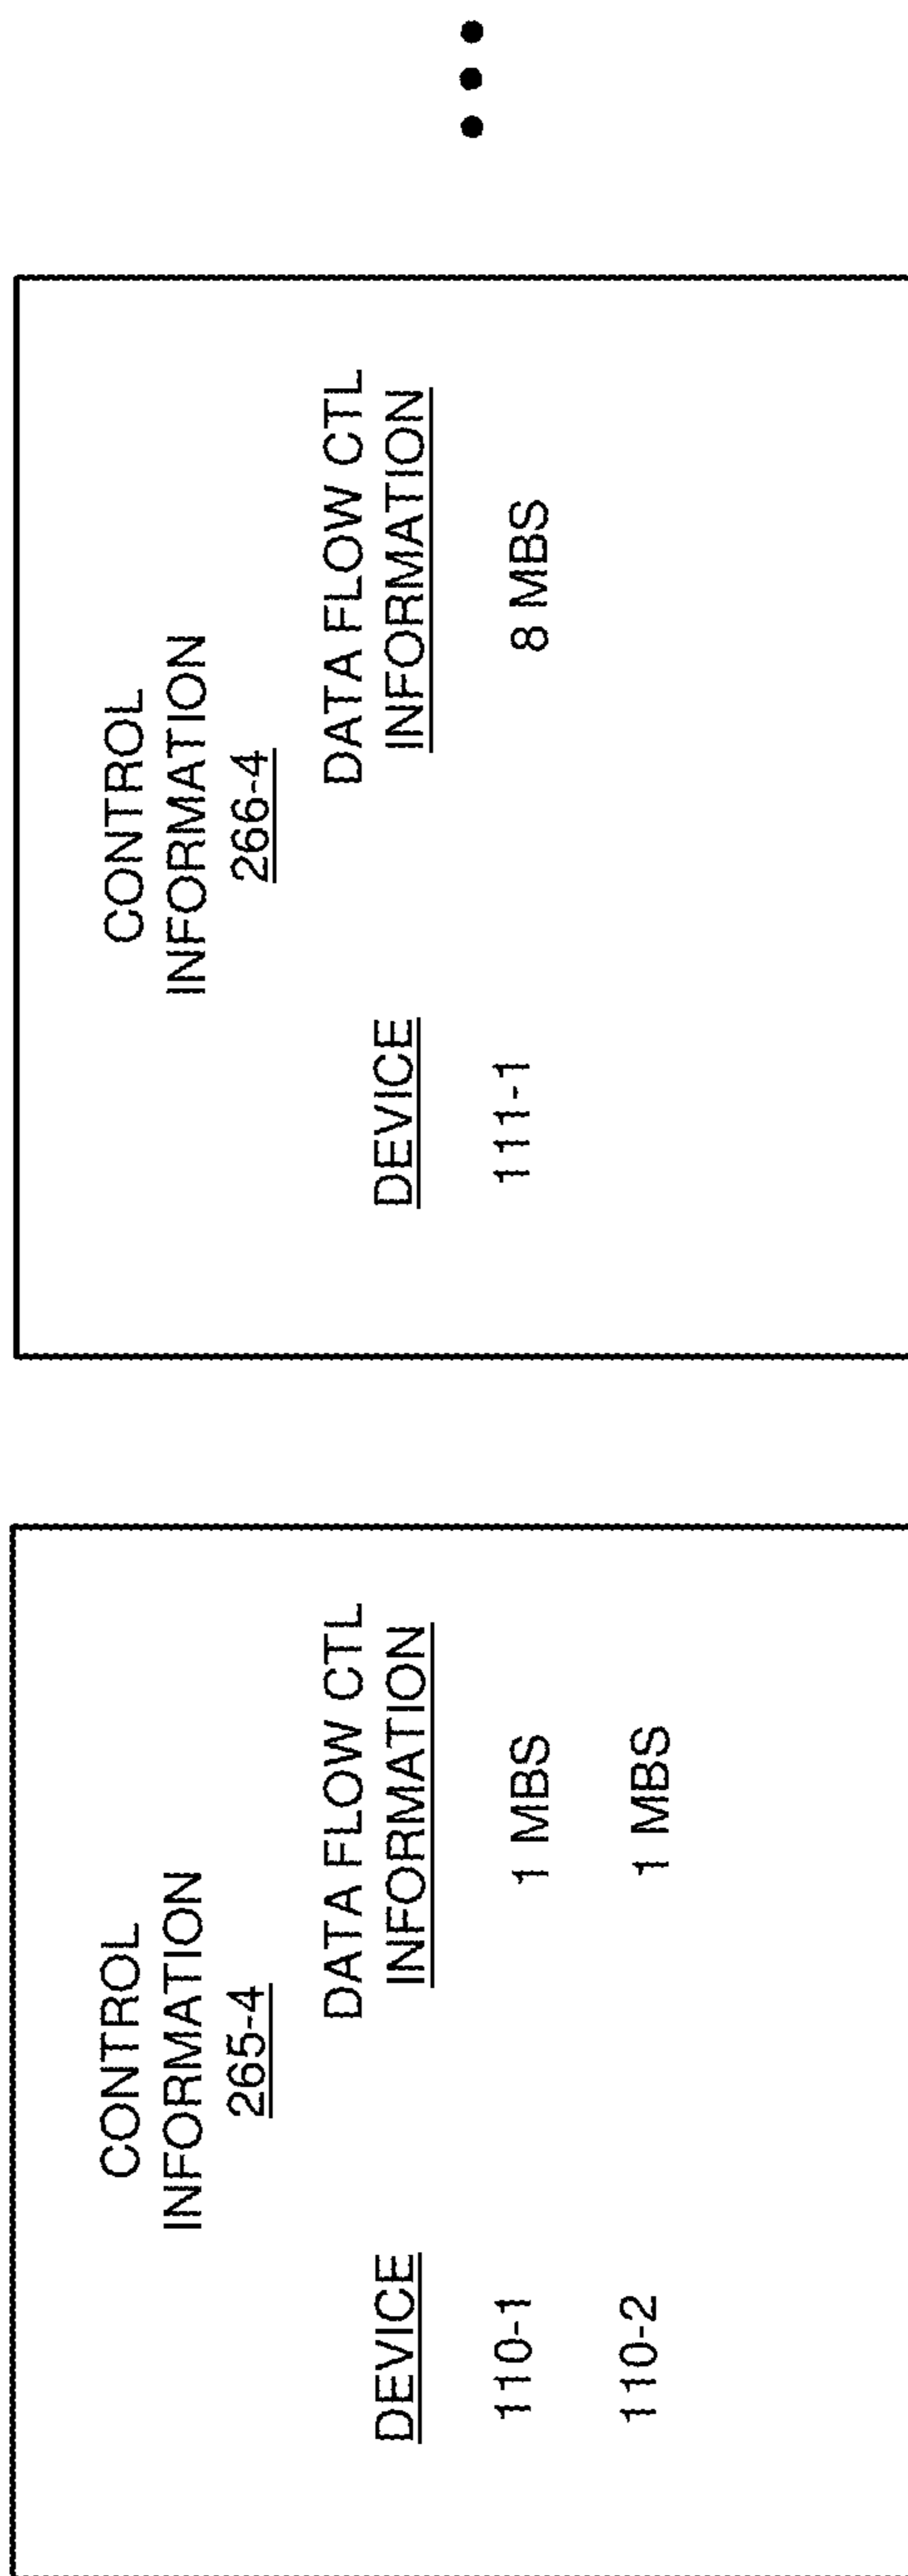 CONTROL
INFORMATION
265-4
DEVICE
DATA FLOW CTL
INFORMATION
110-1 1 MBS
110-2 1 MBS
CONTROL
INFORMATION
266-4
DEVICE
DATA FLOW CTL
INFORMATION
111-1 8 MBS